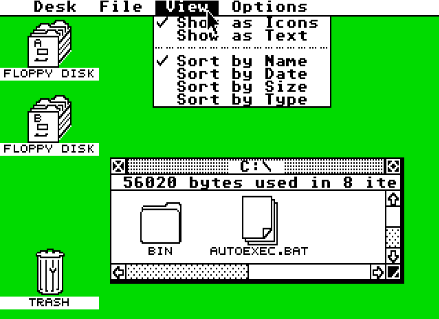 Desk File View Options
Show as Icons
Show as Text
Sort by Name
Sort by Date
Sort by Size
Sort by Type
A
FLOPPY DISK
B
FLOPPY DISK
C:\
56020 bytes used in 8 ite
BIN
AUTOEXEC.BAT
TRASH